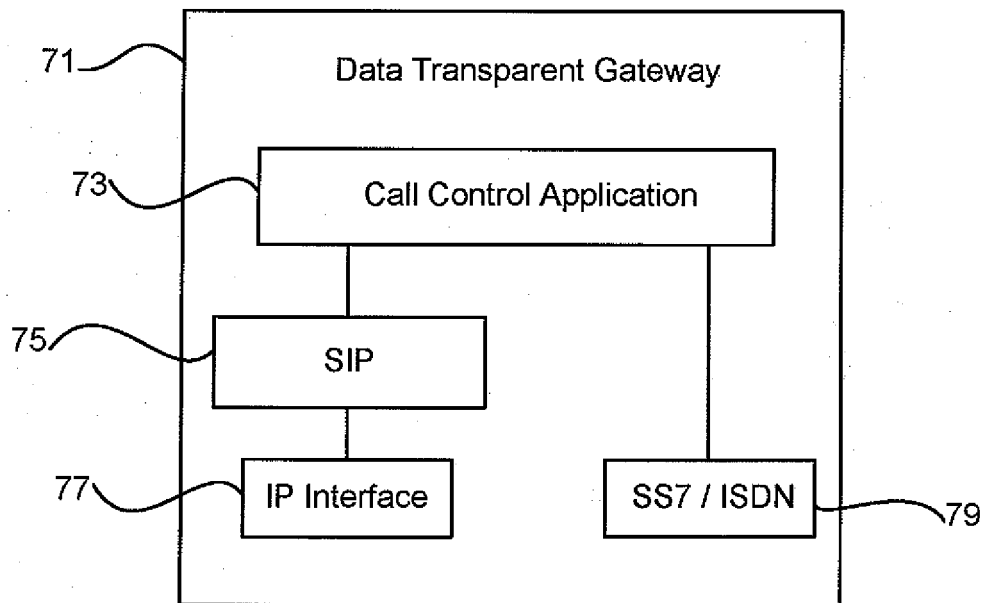 71
Data Transparent Gateway
73
Call Control Application
75
SIP
77
IP Interface
SS7 / ISDN
79